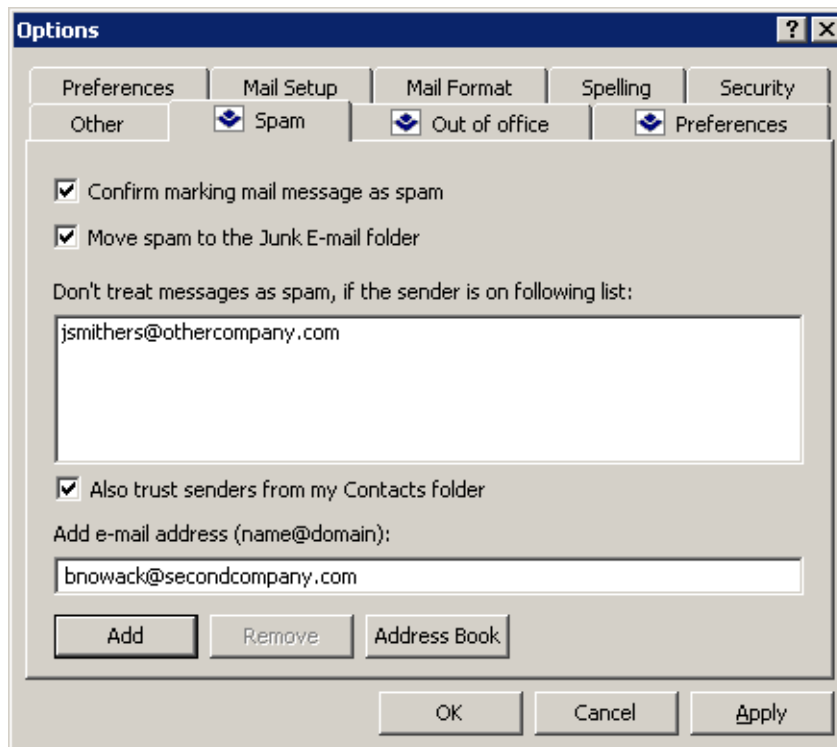 Options
Preferences Mail Setup Mail Format Spelling Security
Other Spam Out of office Preferences
Confirm marking mail message as spam
Move spam to the Junk E-mail folder
Don't treat messages as spam, if the sender is on following list:
jsmithers@othercompany.com
Also trust senders from my Contacts folder
Add e-mail address (name@domain):
bnowack@secondcompany.com
Add Remove Address Book
OK Cancel Apply